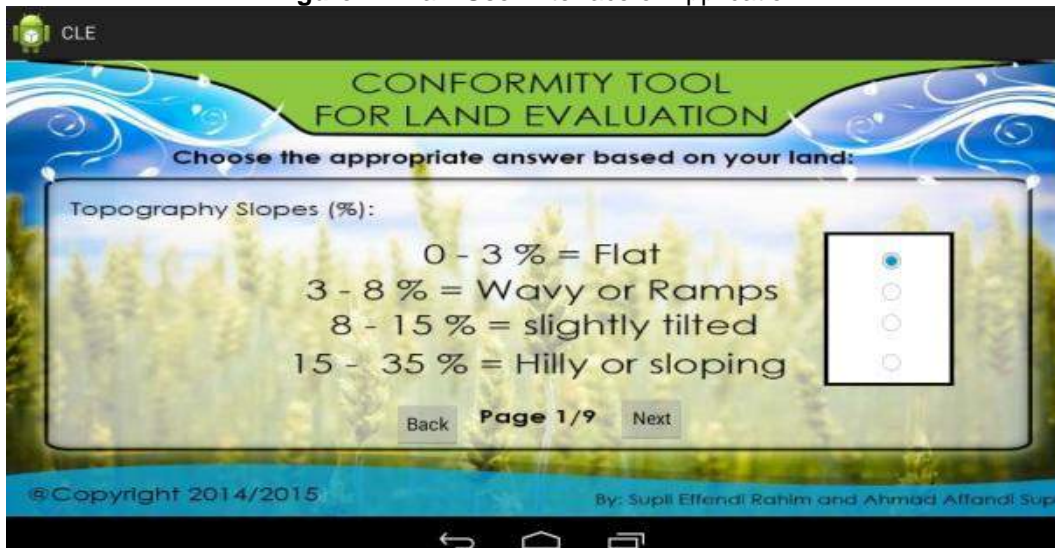 CLE
CONFORMITY TOOL
FOR LAND EVALUATION
Choose the appropriate answer based on your land:
Topography Slopes (%):
0 - 3 % = Flat
3 - 8 % = Wavy or Ramps
8 - 15 % = slightly tilted
15 - 35 % = Hilly or sloping
Back Page 1/9 Next
@Copyright 2014/2015
By: Supli Effendi Rahim and Ahmad Affandi Sup